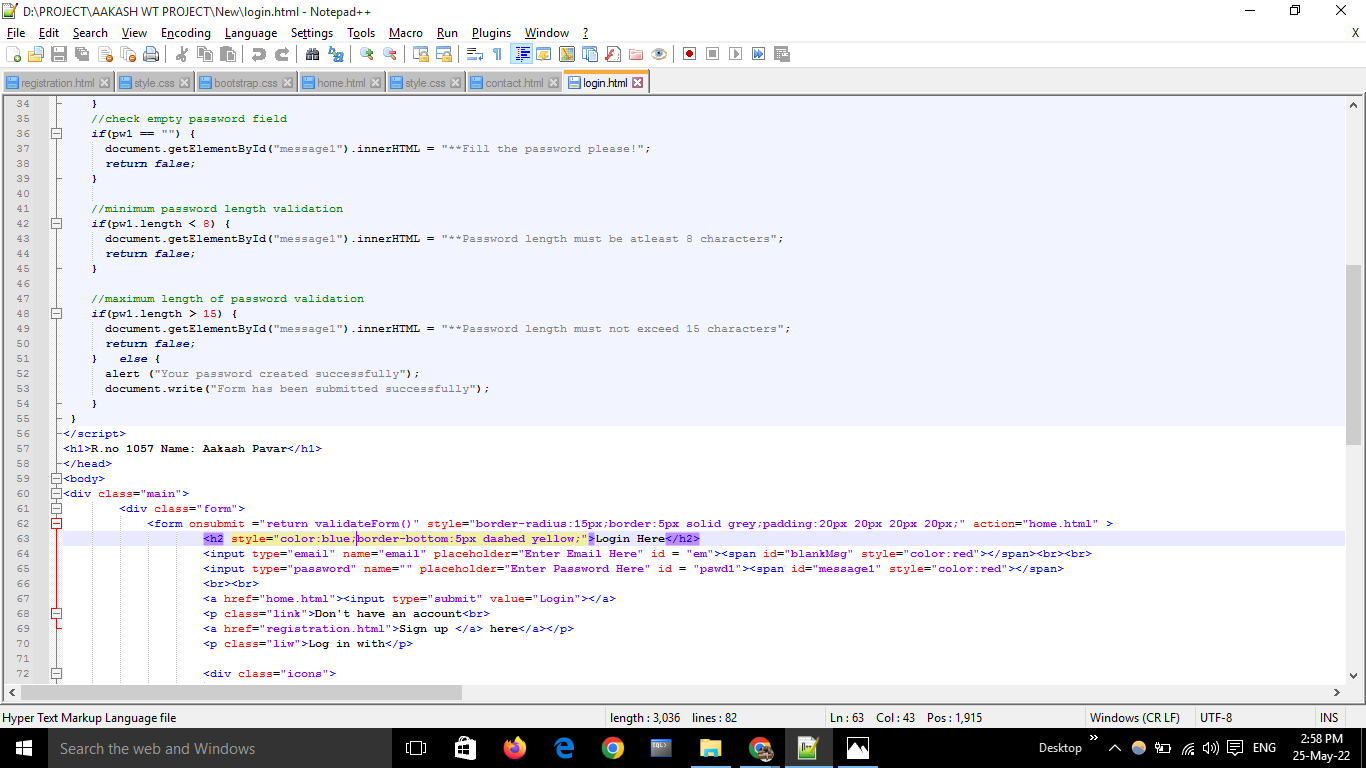 D:\PROJECT\AAKASH WT PROJECT\New\login.html - Notepad++
File Edit Search View Encoding Language Settings Tools Macro Run Plugins Window ? X
registration.html style.css bootstrap.css home.html style.css contact.html login.html
34 }
35 //check empty password field
36 if(pw1 == "") {
37 document.getElementById("message1").innerHTML = "**Fill the password please!";
38 return false;
39 }
40
41 //minimum password length validation
42 if(pw1.length < 8) {
43 document.getElementById("message1").innerHTML = "**Password length must be atleast 8 characters";
44 return false;
45 }
46
47 //maximum length of password validation
48 if(pw1.length > 15) {
49 document.getElementById("message1").innerHTML = "**Password length must not exceed 15 characters";
50 return false;
51 } else {
52 alert ("Your password created successfully");
53 document.write("Form has been submitted successfully");
54 }
55 }
56 </script>
57 <h1>R.no 1057 Name: Aakash Pavar</h1>
58 </head>
59 <body>
60 <div class="main">
61 <div class="form">
62 <form onsubmit ="return validateForm()" style="border-radius:15px;border:5px solid grey;padding:20px 20px 20px 20px;" action="home.html" >
63 <h2 style="color:blue;border-bottom:5px dashed yellow;">Login Here</h2>
64 <input type="email" name="email" placeholder="Enter Email Here" id = "em"><span id="blankMsg" style="color:red"></span><br><br>
65 <input type="password" name="" placeholder="Enter Password Here" id = "pswd1"><span id="message1" style="color:red"></span>
66 <br><br>
67 <a href="home.html"><input type="submit" value="Login"></a>
68 <p class="link">Don't have an account<br>
69 <a href="registration.html">Sign up </a> here</a></p>
70 <p class="liw">Log in with</p>
71
72 <div class="icons">
Hyper Text Markup Language file length : 3,036 lines : 82 Ln : 63 Col : 43 Pos : 1,915 Windows (CR LF) UTF-8 INS
Search the web and Windows Desktop ENG 2:58 PM
25-May-22